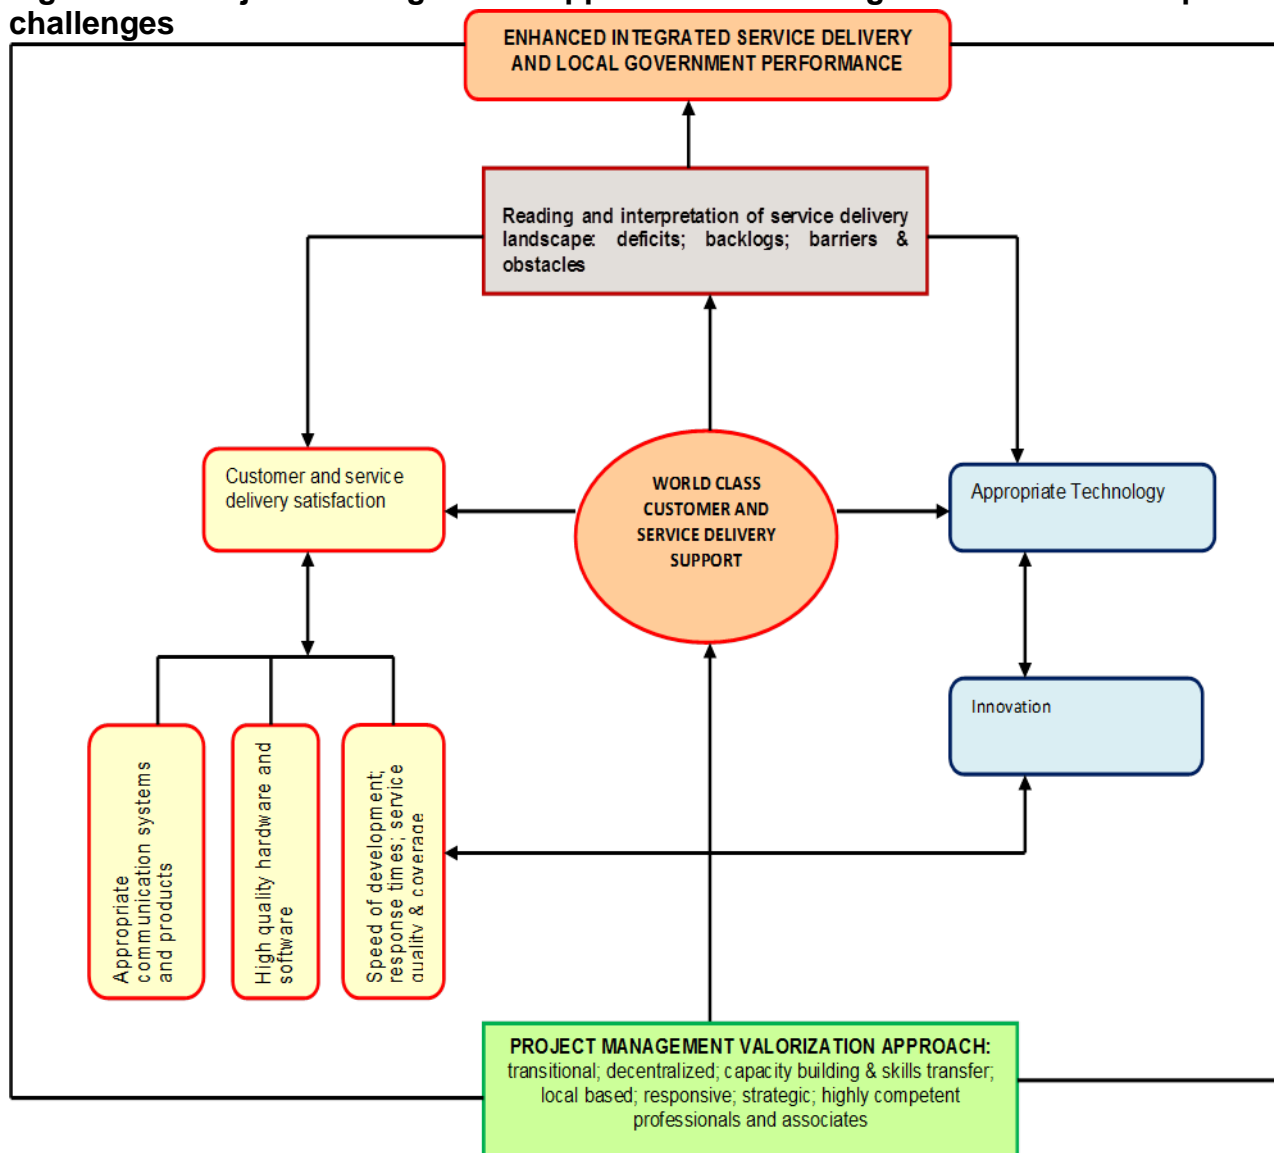 challenges
ENHANCED INTEGRATED SERVICE DELIVERY
AND LOCAL GOVERNMENT PERFORMANCE
Reading and interpretation of service delivery
landscape: deficits; backlogs; barriers &
obstacles
Customer and service
delivery satisfaction
WORLD CLASS
CUSTOMER AND
SERVICE DELIVERY
SUPPORT
Appropriate Technology
Innovation
Appropriate
communication systems
and products
High quality hardware and
software
Speed of development;
response times; service
quality & coverage
PROJECT MANAGEMENT VALORIZATION APPROACH:
transitional; decentralized; capacity building & skills transfer;
local based; responsive; strategic; highly competent
professionals and associates